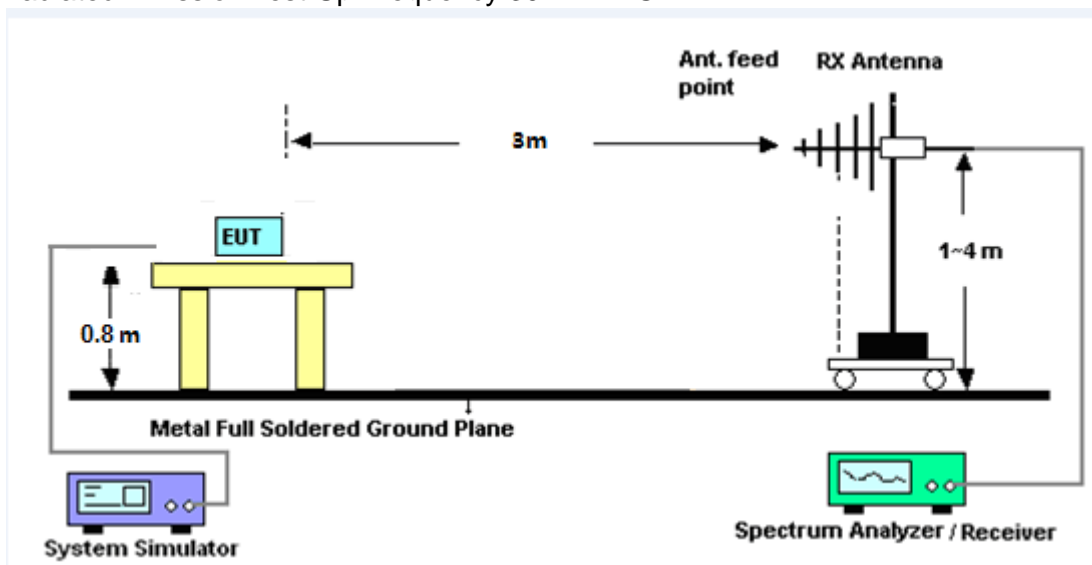 Ant. feed
point
RX Antenna
3m
EUT
1~4 m
0.8 m
Metal Full Soldered Ground Plane
System Simulator
Spectrum Analyzer / Receiver